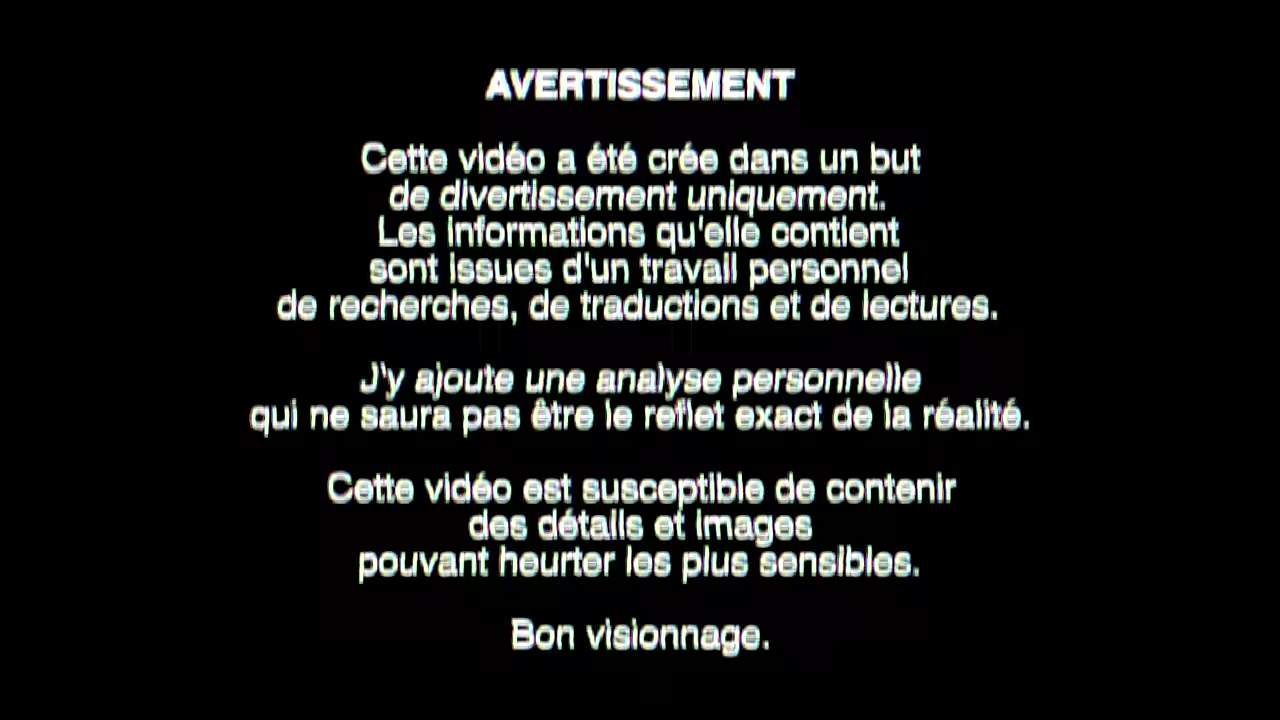 AVERTISSEMENT
Cette vidéo a été crée dans un but
de divertissement uniquement.
Les informations qu'elle contient
sont issues d'un travail personnel
de recherches, de traductions et de lectures.
J'y ajoute une analyse personnelle
qui ne saura pas être le reflet exact de la réalité.
Cette vidéo est susceptible de contenir
des détails et images
pouvant heurter les plus sensibles.
Bon visionnage.